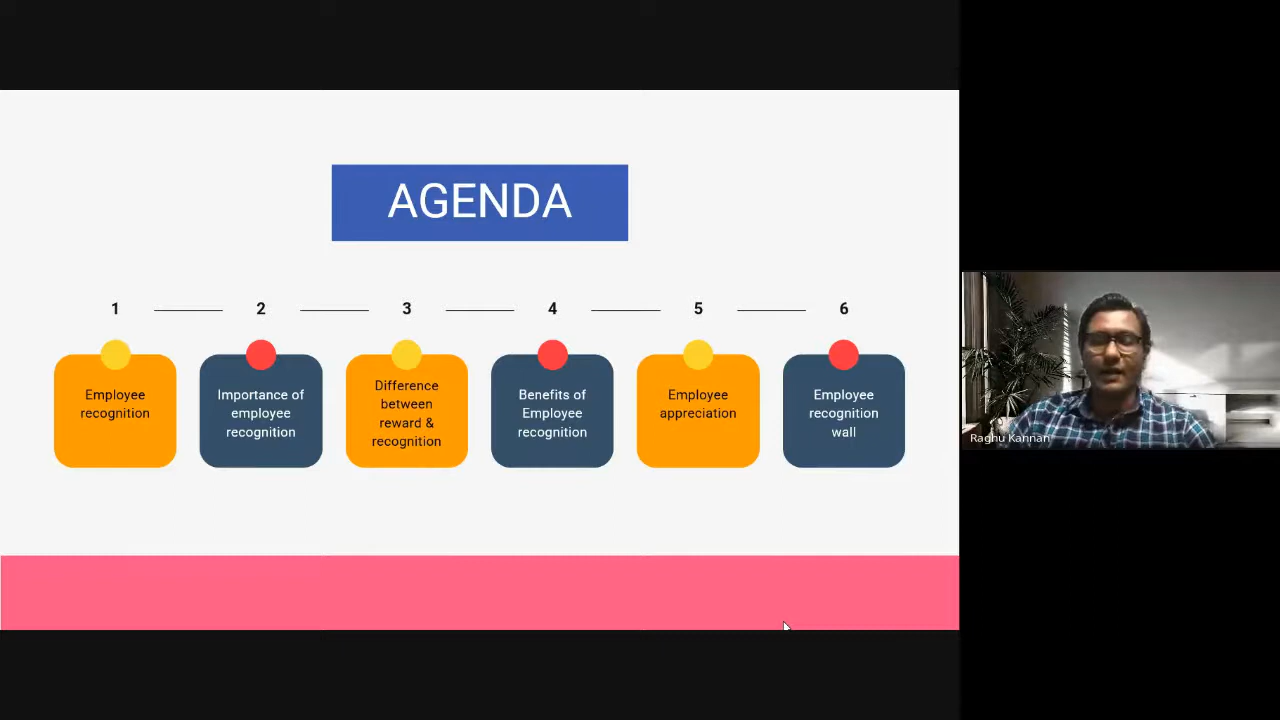 AGENDA
1
2
3
4
5
6
Employee
recognition
Importance of
employee
recognition
Difference
between
reward &
recognition
Benefits of
Employee
recognition
Employee
appreciation
Employee
recognition
wall
Raghu Kannan